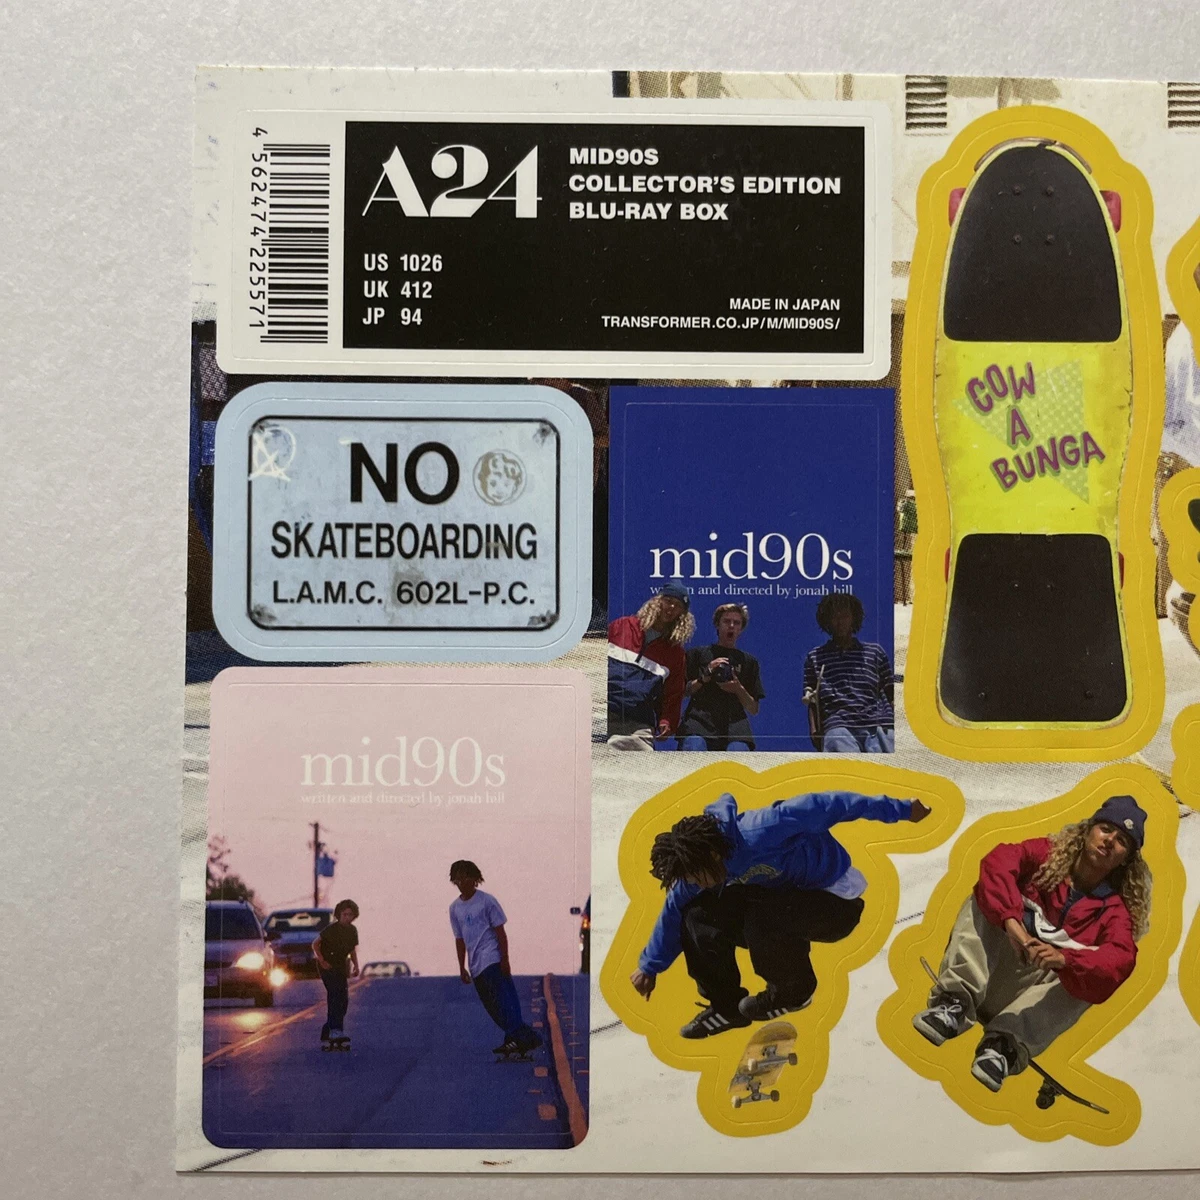 4 562474 225571
A24
MID90S
COLLECTOR'S EDITION
BLU-RAY BOX
US 1026
UK 412
JP 94
MADE IN JAPAN
TRANSFORMER.CO.JP/M/MID90S/
NO
SKATEBOARDING
L.A.M.C. 602L-P.C.
mid90s
written and directed by jonah hill
COW
A
BUNGA
mid90s
written and directed by jonah hill